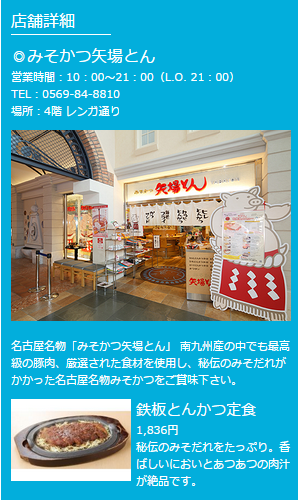 店舗詳細
◎みそかつ矢場とん
営業時間：10：00～21：00（L.O. 21：00）
TEL：0569-84-8810
場所：4階 レンガ通り
矢場とん
矢場とん
名古屋名物「みそかつ矢場とん」 南九州産の中でも最高
級の豚肉、厳選された食材を使用し、秘伝のみそだれが
かかった名古屋名物みそかつをご賞味下さい。
鉄板とんかつ定食
1,836円
秘伝のみそだれをたっぷり。香
ばしいにおいとあつあつの肉汁
が絶品です。